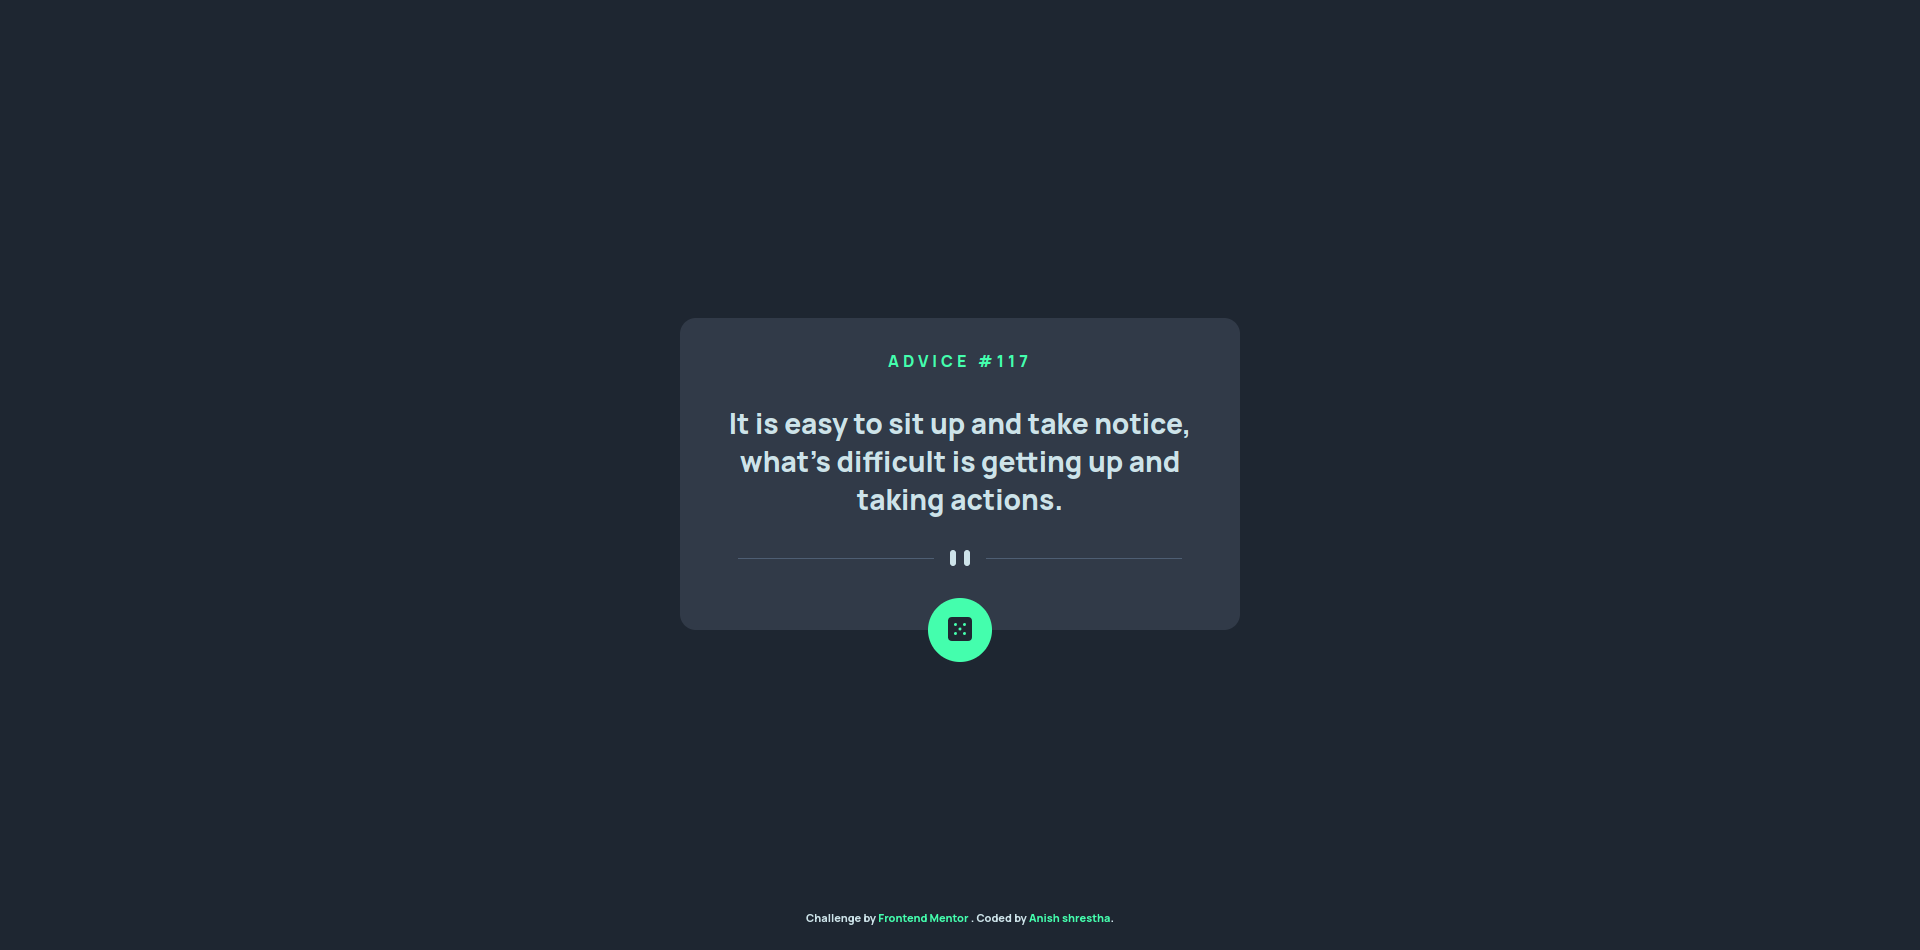 ADVICE #117
It is easy to sit up and take notice,
what's difficult is getting up and
taking actions.
Challenge by Frontend Mentor . Coded by Anish shrestha.